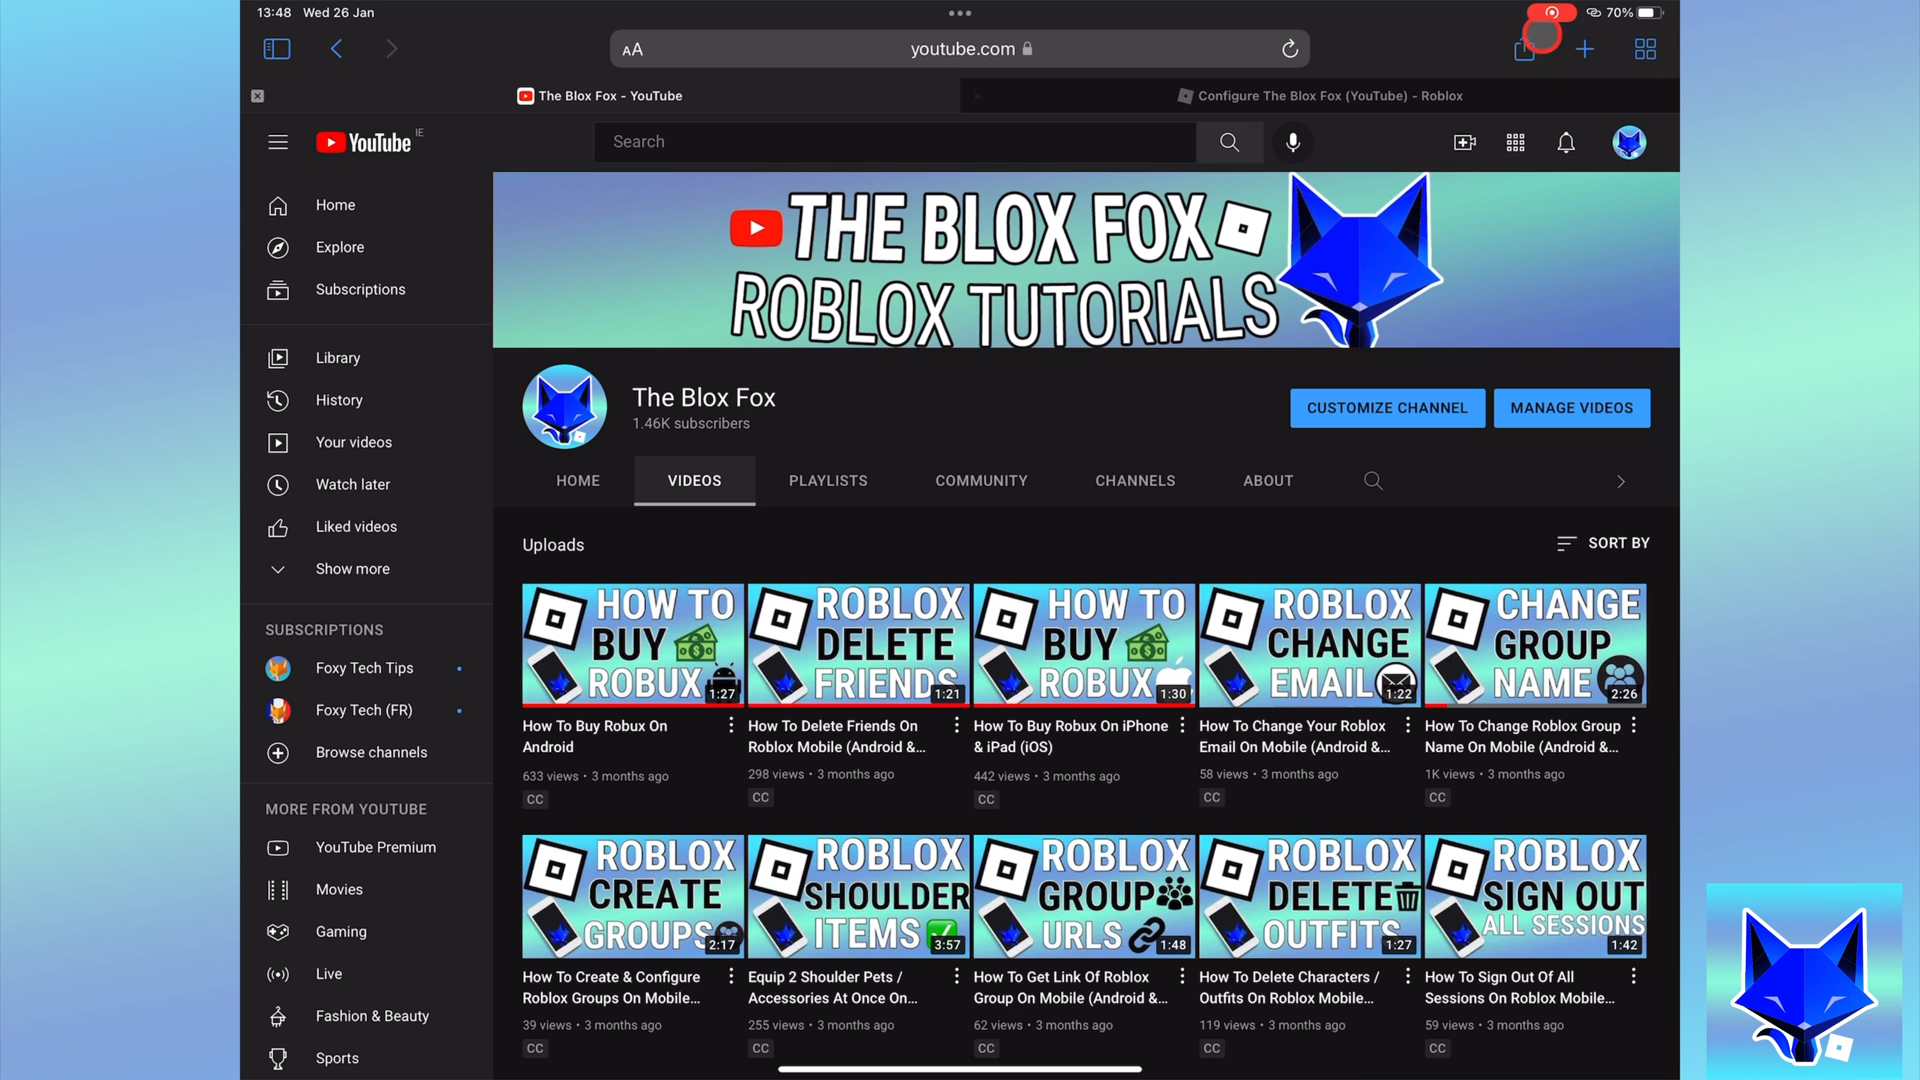 13:48 Wed 26 Jan
70%
AA
youtube.com
The Blox Fox - YouTube
Configure The Blox Fox (YouTube) - Roblox
YouTube IE
Search
Home
Explore
Subscriptions
Library
History
Your videos
Watch later
Liked videos
Show more
SUBSCRIPTIONS
Foxy Tech Tips
Foxy Tech (FR)
Browse channels
MORE FROM YOUTUBE
YouTube Premium
Movies
Gaming
Live
Fashion & Beauty
Sports
THE BLOX FOX
ROBLOX TUTORIALS
The Blox Fox
1.46K subscribers
CUSTOMIZE CHANNEL
MANAGE VIDEOS
HOME VIDEOS PLAYLISTS COMMUNITY CHANNELS ABOUT
Uploads
SORT BY
HOW TO
BUY
ROBUX
1:27
How To Buy Robux On
Android
633 views • 3 months ago
CC
ROBLOX
DELETE
FRIENDS
1:21
How To Delete Friends On
Roblox Mobile (Android &...
298 views • 3 months ago
CC
HOW TO
BUY
ROBUX
1:30
How To Buy Robux On iPhone
& iPad (iOS)
442 views • 3 months ago
CC
ROBLOX
CHANGE
EMAIL
1:22
How To Change Your Roblox
Email On Mobile (Android &...
58 views • 3 months ago
CC
CHANGE
GROUP
NAME
2:26
How To Change Roblox Group
Name On Mobile (Android &...
1K views • 3 months ago
CC
ROBLOX
CREATE
GROUPS
2:17
How To Create & Configure
Roblox Groups On Mobile...
39 views • 3 months ago
CC
ROBLOX
SHOULDER
ITEMS
3:57
Equip 2 Shoulder Pets /
Accessories At Once On...
255 views • 3 months ago
CC
ROBLOX
GROUP
URLS
1:48
How To Get Link Of Roblox
Group On Mobile (Android &...
62 views • 3 months ago
CC
ROBLOX
DELETE
OUTFITS
1:27
How To Delete Characters /
Outfits On Roblox Mobile...
119 views • 3 months ago
CC
ROBLOX
SIGN OUT
ALL SESSIONS
1:42
How To Sign Out Of All
Sessions On Roblox Mobile...
59 views • 3 months ago
CC